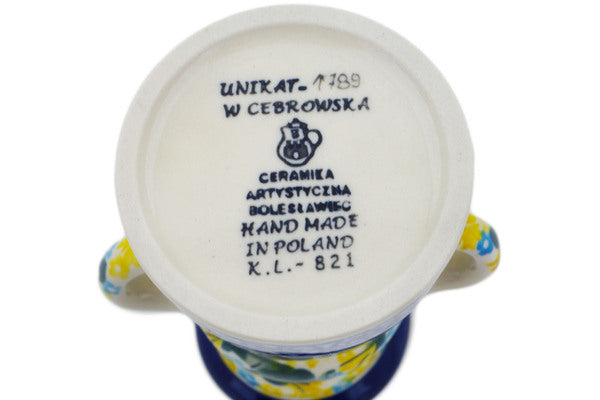 UNIKAT-1789
W CEBROWSKA
B
CERAMIKA
ARTYSTYCZNA
BOLESŁAWIEC
HAND MADE
IN POLAND
K.L.-821